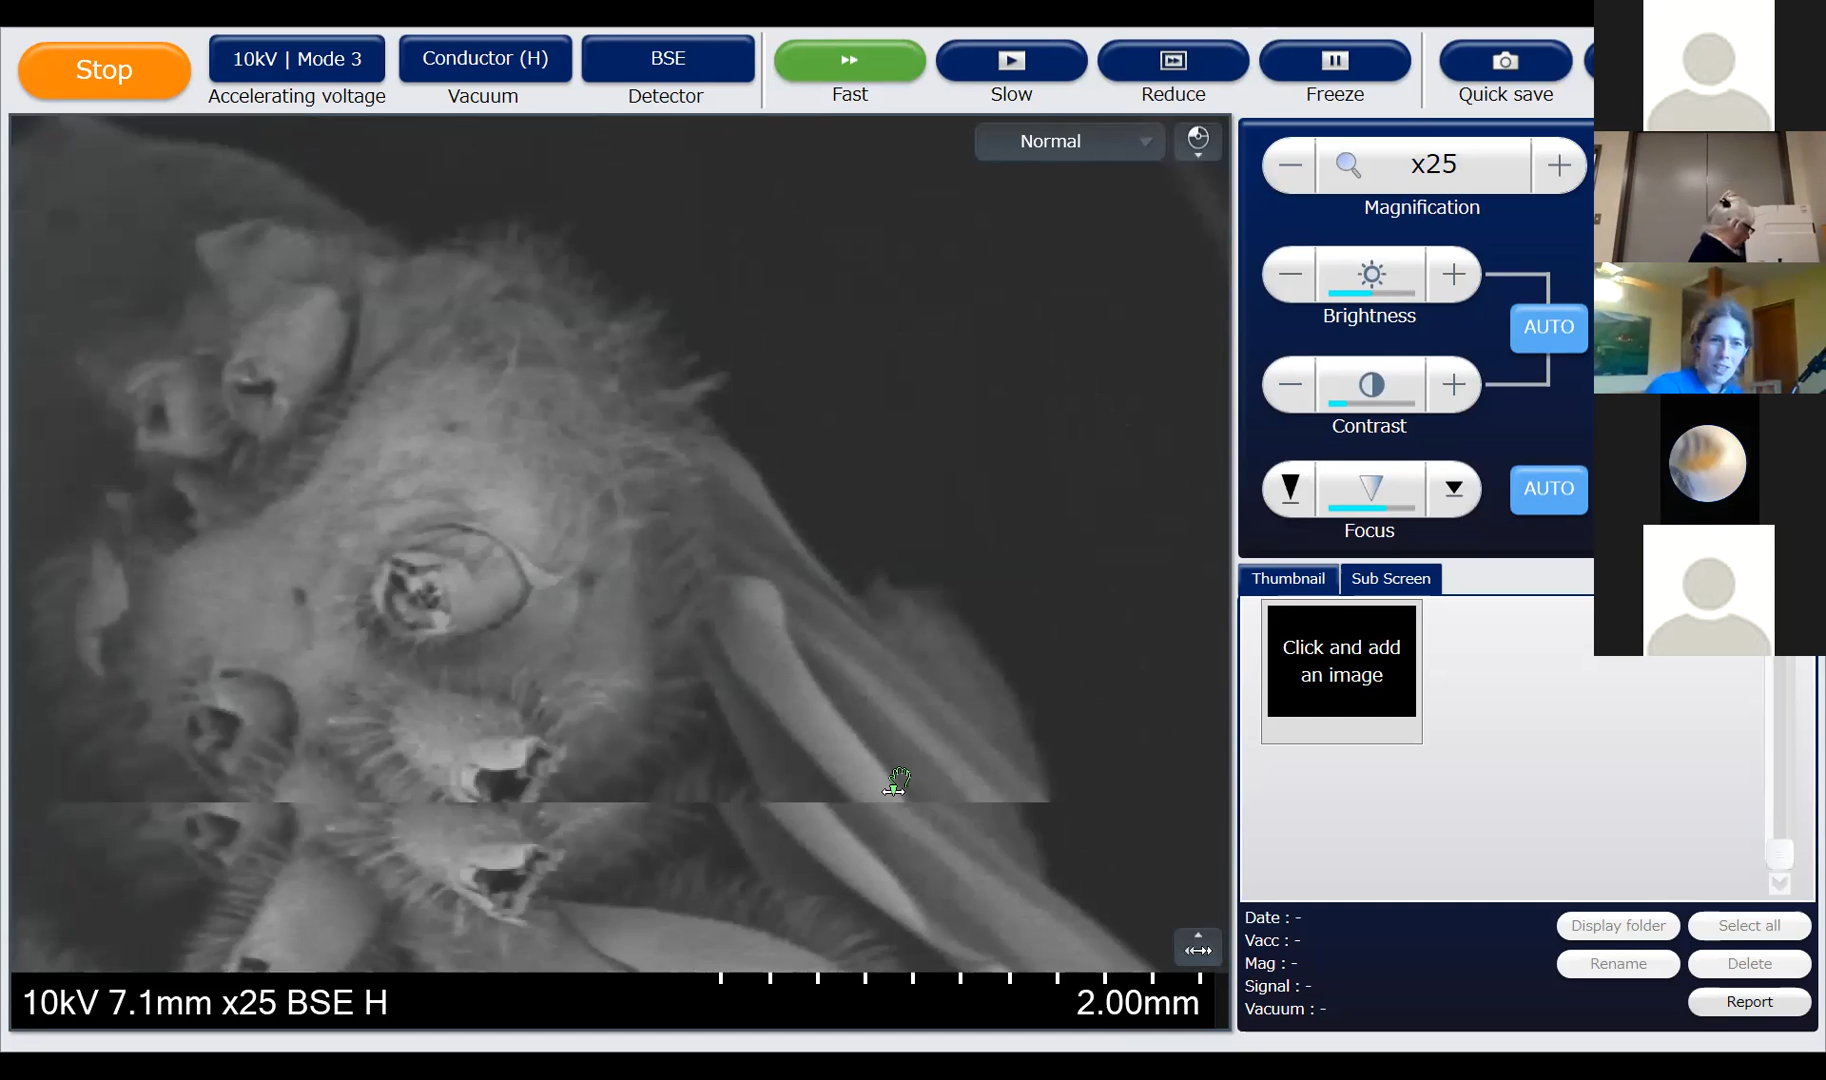 Stop
10kV | Mode 3
Accelerating voltage
Conductor (H)
Vacuum
BSE
Detector
Fast
Slow
Reduce
Freeze
Quick save
Normal
x25
Magnification
Brightness
AUTO
Contrast
AUTO
Focus
Thumbnail
Sub Screen
Click and add
an image
Date : -
Vacc : -
Mag : -
Signal : -
Vacuum : -
Display folder
Select all
Rename
Delete
Report
10kV 7.1mm x25 BSE H
2.00mm